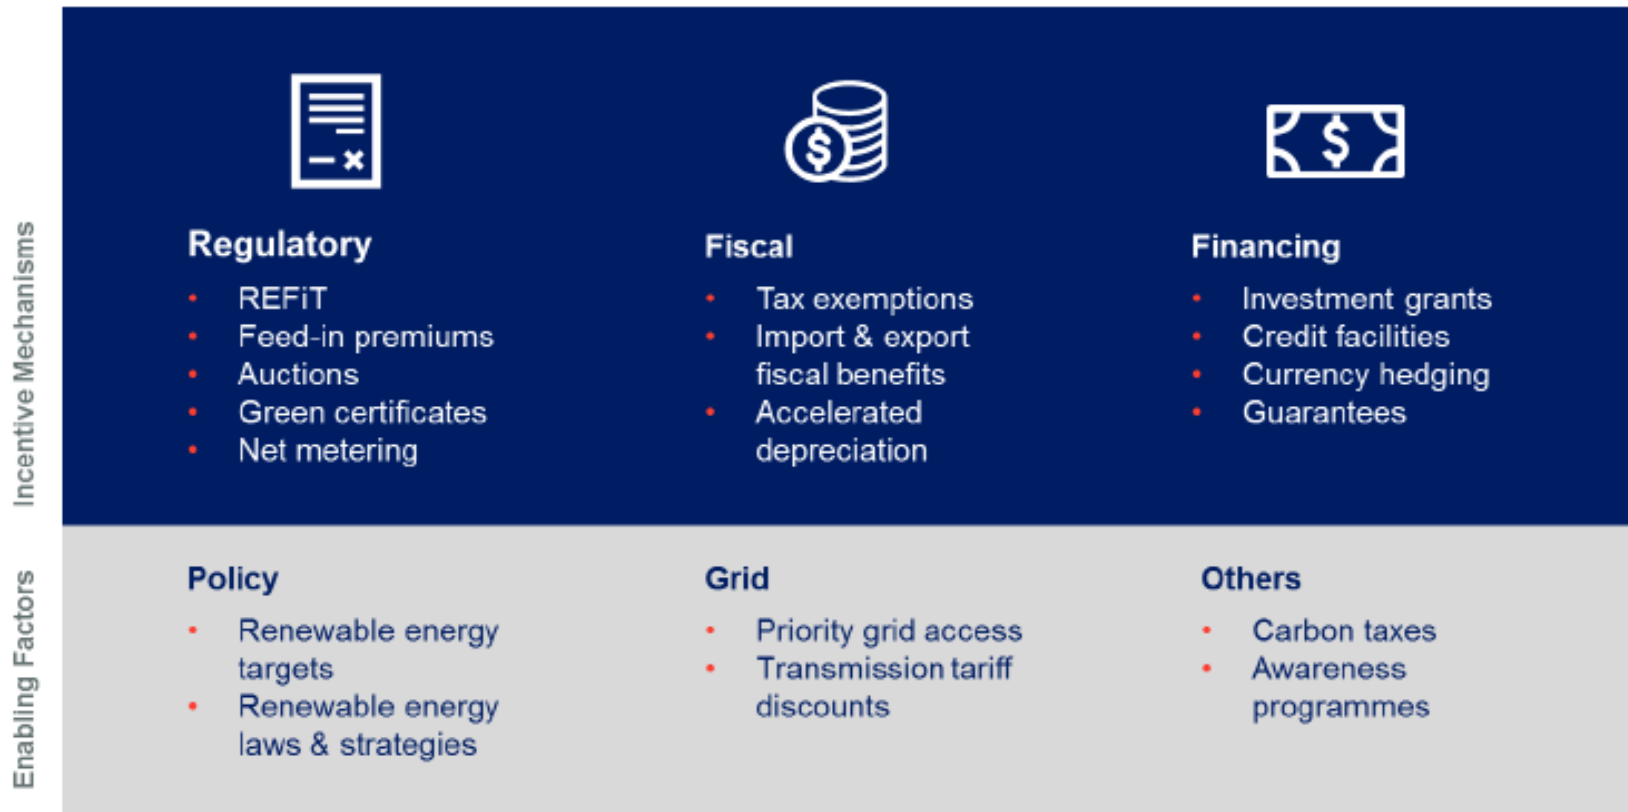 Incentive Mechanisms
Regulatory
• REFiT
• Feed-in premiums
• Auctions
• Green certificates
• Net metering
Fiscal
• Tax exemptions
• Import & export
fiscal benefits
• Accelerated
depreciation
Financing
• Investment grants
• Credit facilities
• Currency hedging
• Guarantees
Enabling Factors
Policy
• Renewable energy
targets
• Renewable energy
laws & strategies
Grid
• Priority grid access
• Transmission tariff
discounts
Others
• Carbon taxes
• Awareness
programmes